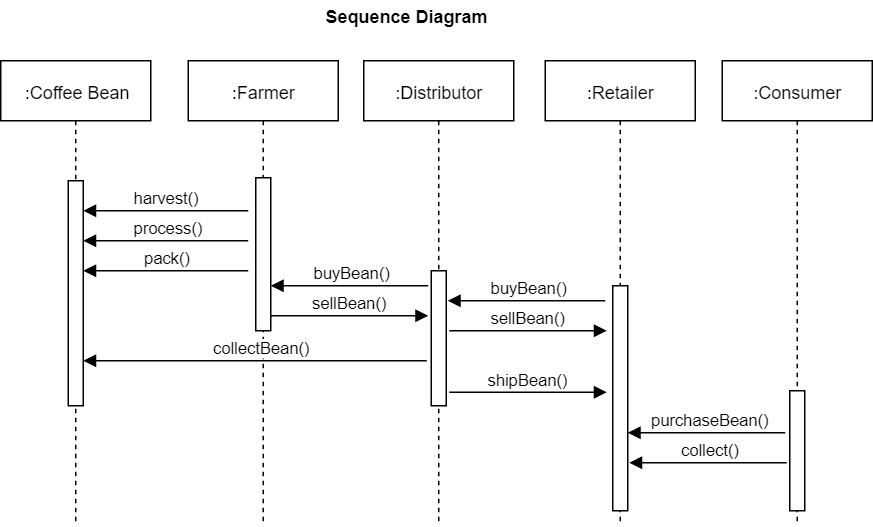 Sequence Diagram
:Coffee Bean
:Farmer
:Distributor
:Retailer
:Consumer
harvest()
process()
pack()
buyBean()
buyBean()
sellBean()
sellBean()
collectBean()
shipBean()
purchaseBean()
collect()